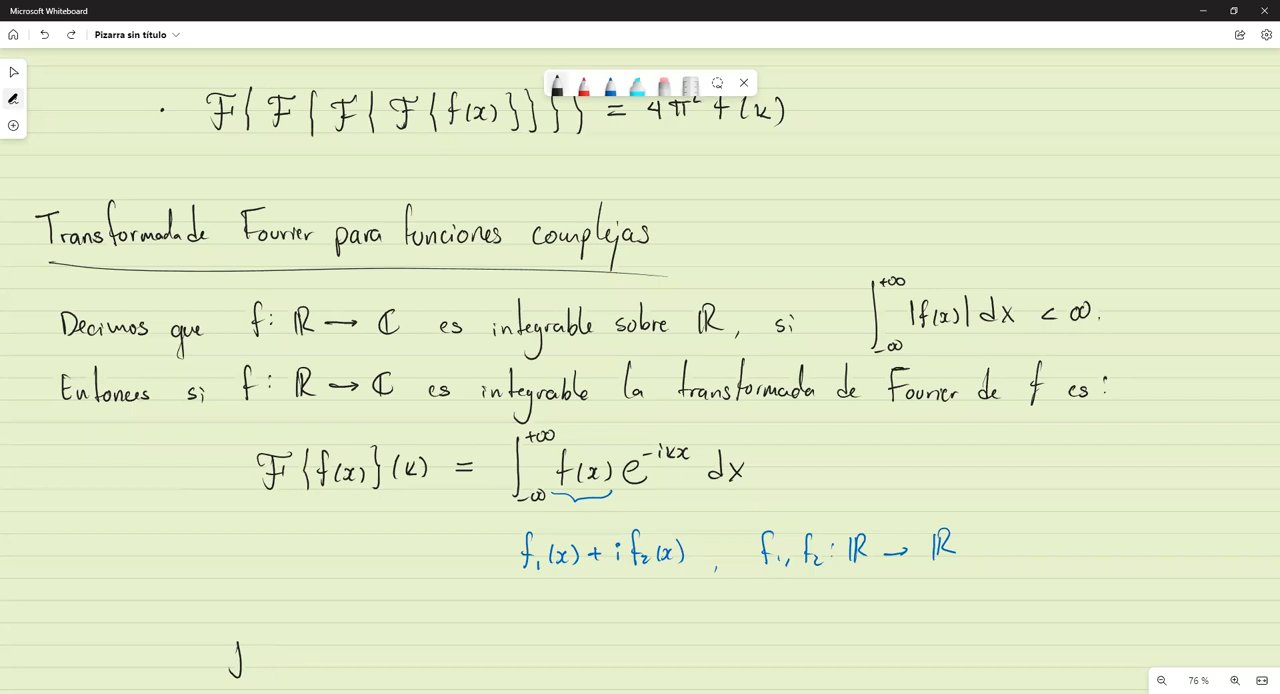 Microsoft Whiteboard
Pizarra sin título
· ℱ{ℱ{ℱ{ℱ{f(x)}}}} = 4π² f(k)
Transformada de Fourier para funciones complejas
Decimos que f: ℝ → ℂ es integrable sobre ℝ, si ∫_{-∞}^{+∞} |f(x)| dx < ∞.
Entonces si f: ℝ → ℂ es integrable la transformada de Fourier de f es:
ℱ{f(x)}(k) = ∫_{-∞}^{+∞} f(x) e^{-ikx} dx
f₁(x) + i f₂(x) , f₁, f₂: ℝ → ℝ
76 %